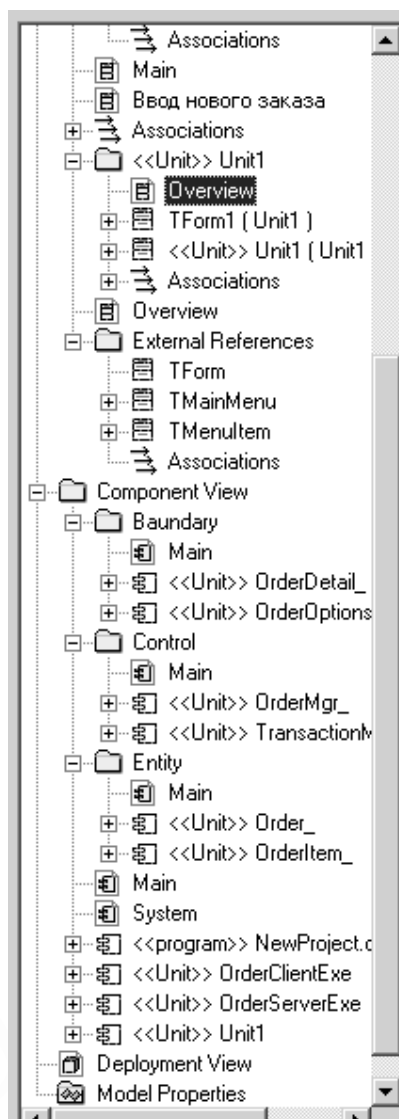 Associations
Main
Ввод нового заказа
Associations
<<Unit>> Unit1
Overview
TForm1 ( Unit1 )
<<Unit>> Unit1 ( Unit1
Associations
Overview
External References
TForm
TMainMenu
TMenuItem
Associations
Component View
Baundary
Main
<<Unit>> OrderDetail_
<<Unit>> OrderOptions
Control
Main
<<Unit>> OrderMgr_
<<Unit>> TransactionM
Entity
Main
<<Unit>> Order_
<<Unit>> OrderItem_
Main
System
<<program>> NewProject.d
<<Unit>> OrderClientExe
<<Unit>> OrderServerExe
<<Unit>> Unit1
Deployment View
Model Properties